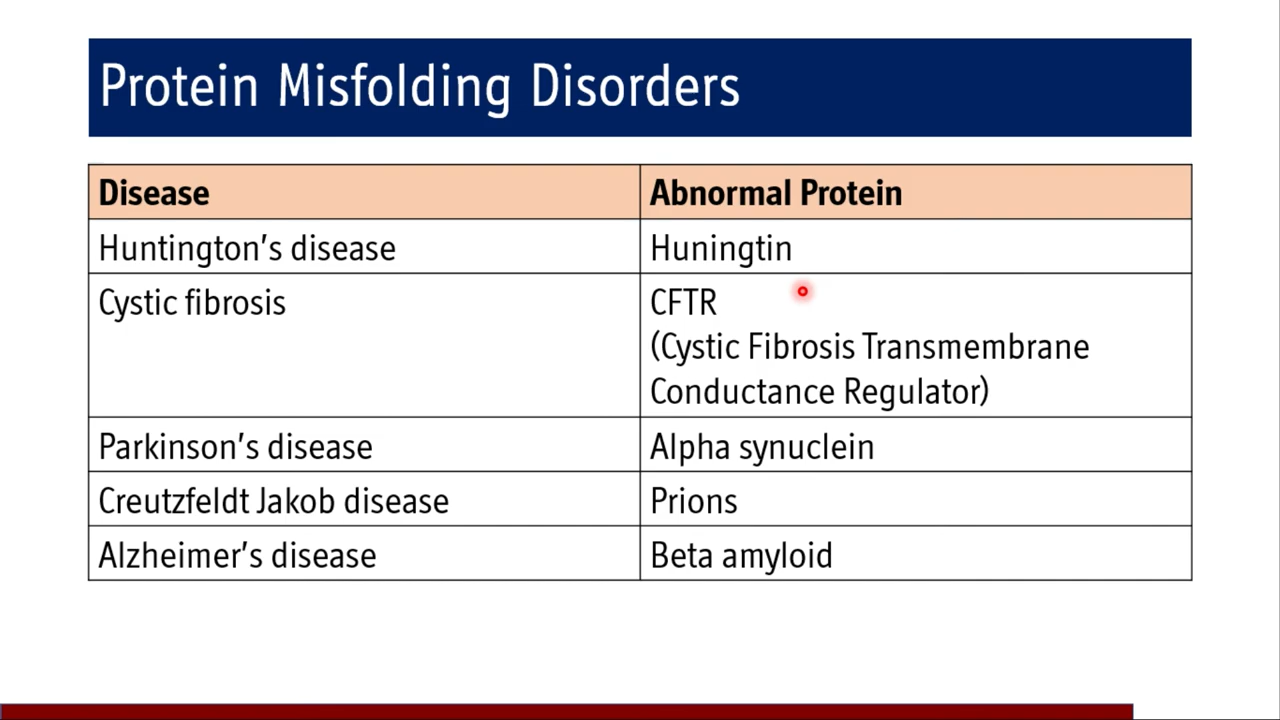 Protein Misfolding Disorders
Disease
Abnormal Protein
Huntington’s disease
Huningtin
Cystic fibrosis
CFTR
(Cystic Fibrosis Transmembrane
Conductance Regulator)
Parkinson’s disease
Alpha synuclein
Creutzfeldt Jakob disease
Prions
Alzheimer’s disease
Beta amyloid